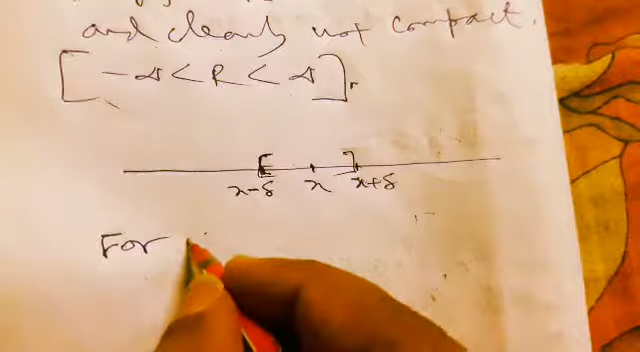 and clearly not compact.
[-∞ < R < ∞].
[ ]
x-δ x x+δ
For